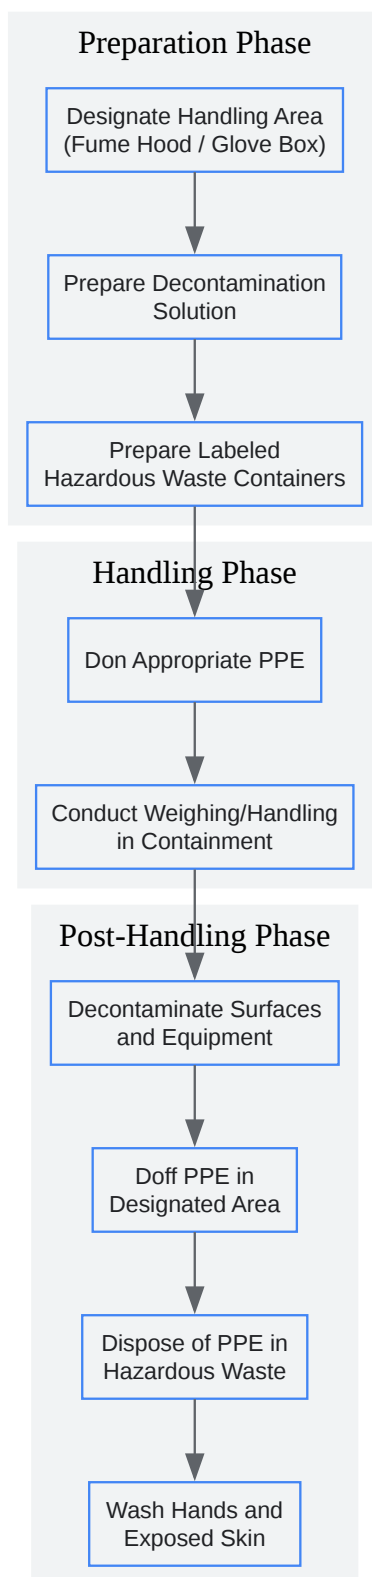 Preparation Phase
Designate Handling Area
(Fume Hood / Glove Box)
Prepare Decontamination
Solution
Prepare Labeled
Hazardous Waste Containers
Handling Phase
Don Appropriate PPE
Conduct Weighing/Handling
in Containment
Post-Handling Phase
Decontaminate Surfaces
and Equipment
Doff PPE in
Designated Area
Dispose of PPE in
Hazardous Waste
Wash Hands and
Exposed Skin